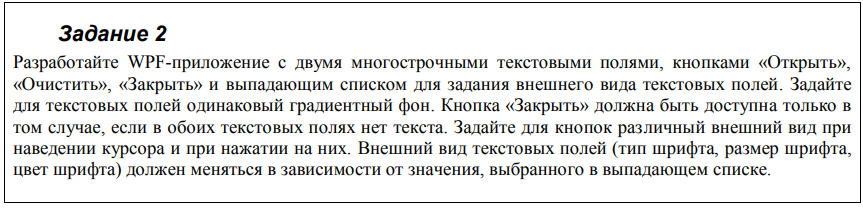 Задание 2
Разработайте WPF-приложение с двумя многострочными текстовыми полями, кнопками «Открыть»,
«Очистить», «Закрыть» и выпадающим списком для задания внешнего вида текстовых полей. Задайте
для текстовых полей одинаковый градиентный фон. Кнопка «Закрыть» должна быть доступна только в
том случае, если в обоих текстовых полях нет текста. Задайте для кнопок различный внешний вид при
наведении курсора и при нажатии на них. Внешний вид текстовых полей (тип шрифта, размер шрифта,
цвет шрифта) должен меняться в зависимости от значения, выбранного в выпадающем списке.